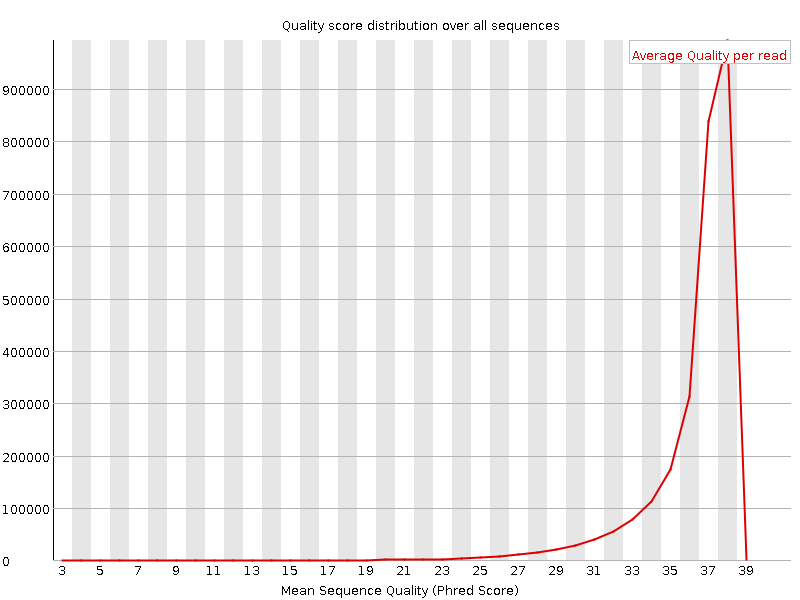 Quality score distribution over all sequences
Average Quality per read
900000
800000
700000
600000
500000
400000
300000
200000
100000
0
3 5 7 9 11 13 15 17 19 21 23 25 27 29 31 33 35 37 39
Mean Sequence Quality (Phred Score)